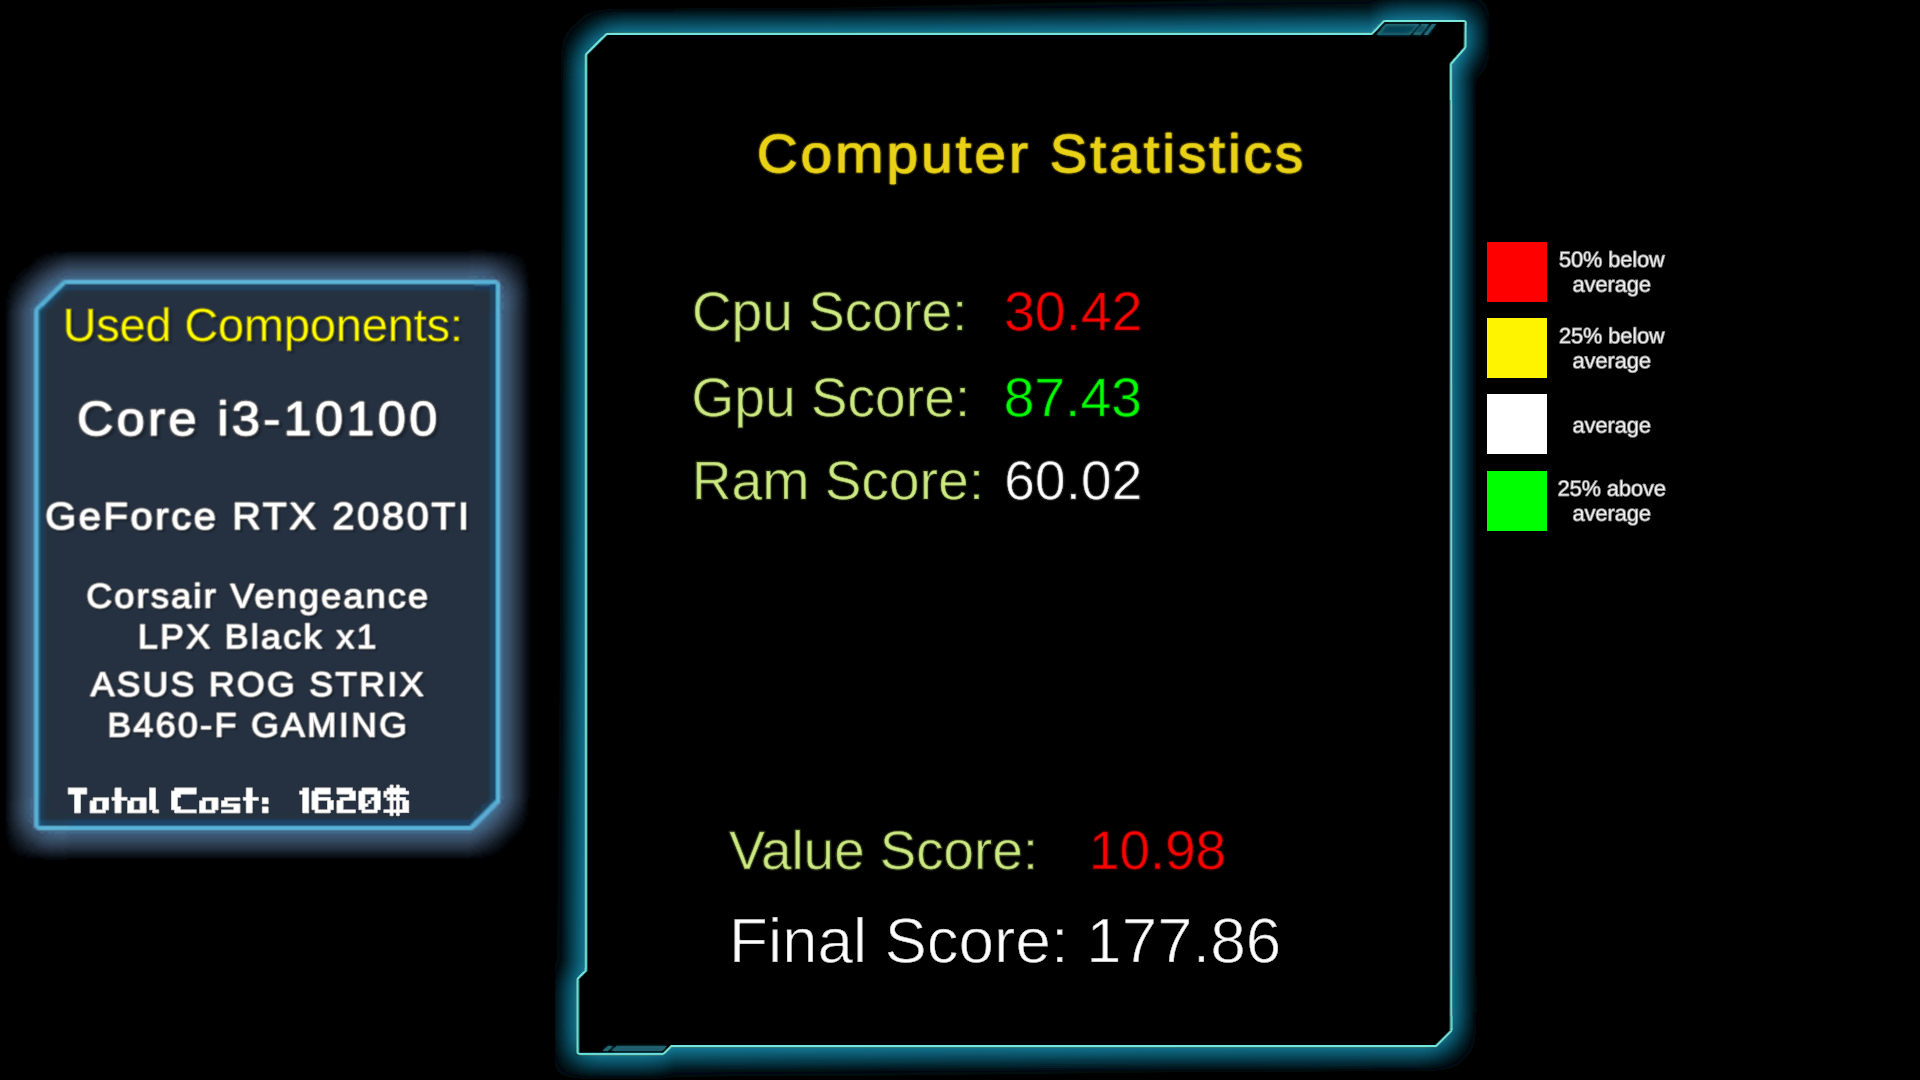 Used Components:
Core i3-10100
GeForce RTX 2080TI
Corsair Vengeance
LPX Black x1
ASUS ROG STRIX
B460-F GAMING
Total Cost: 1620$
Computer Statistics
Cpu Score: 30.42
Gpu Score: 87.43
Ram Score: 60.02
Value Score: 10.98
Final Score: 177.86
50% below
average
25% below
average
average
25% above
average